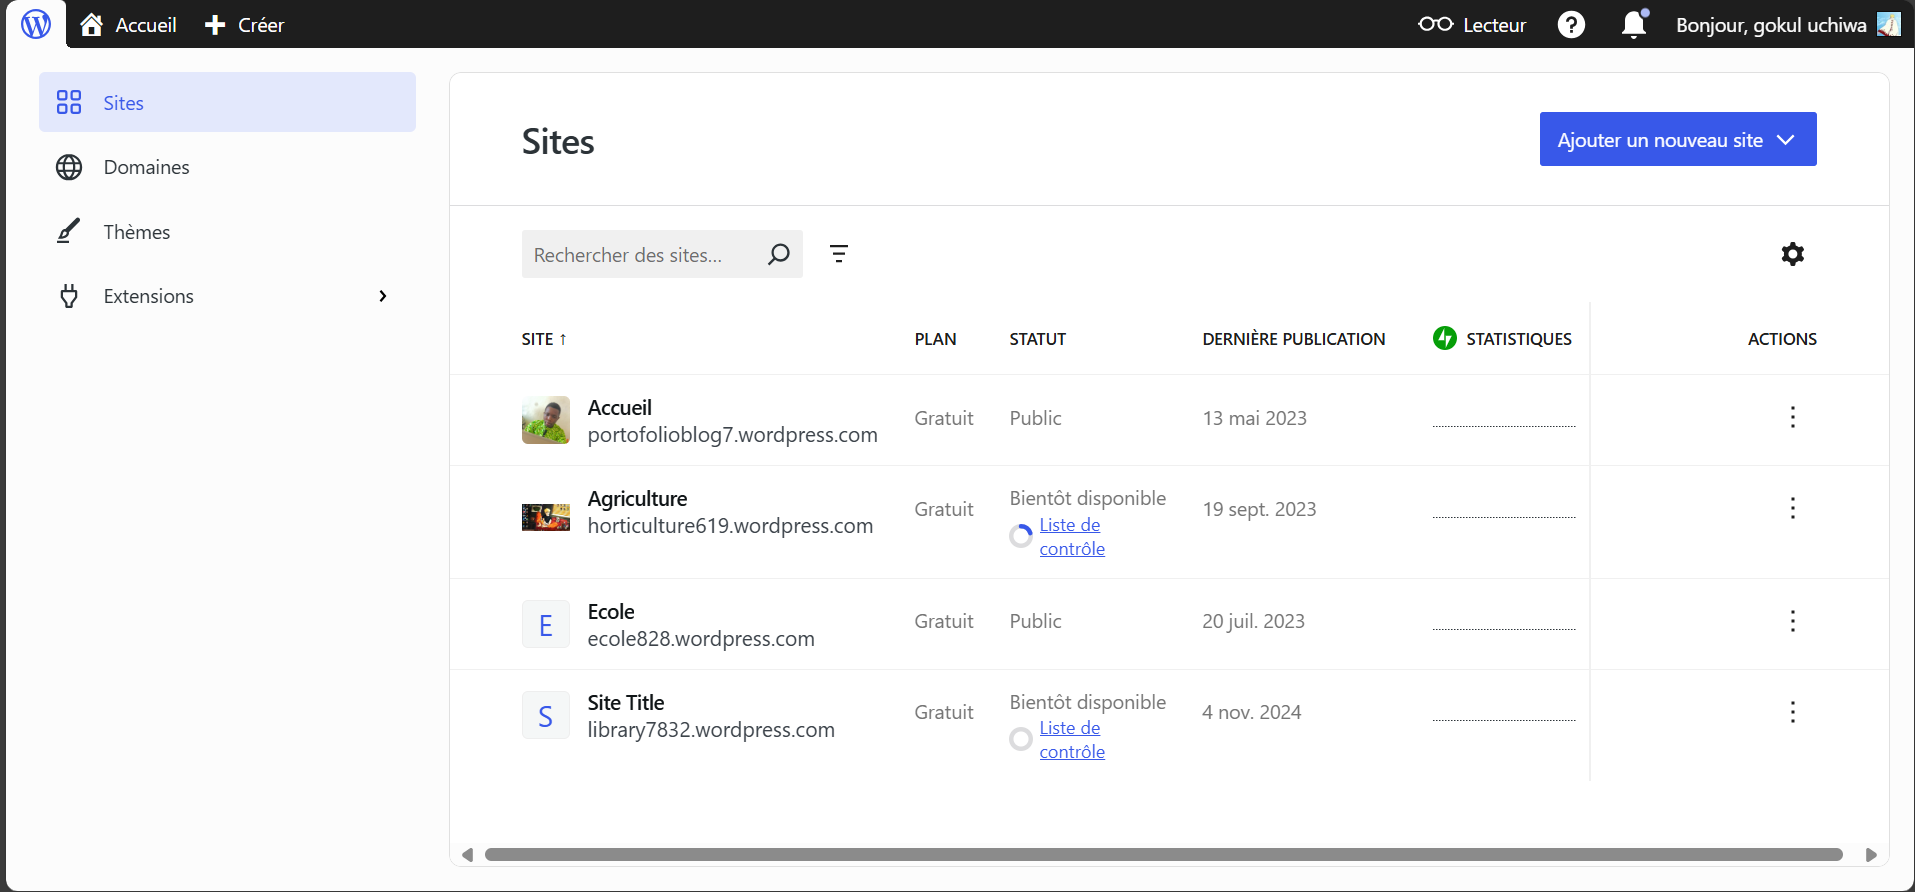 Accueil
Créer
Lecteur
Bonjour, gokul uchiwa
Sites
Domaines
Thèmes
Extensions
Sites
Ajouter un nouveau site
Rechercher des sites...
SITE ↑ PLAN STATUT DERNIÈRE PUBLICATION STATISTIQUES ACTIONS
Accueil
portofolioblog7.wordpress.com
Gratuit
Public
13 mai 2023
Agriculture
horticulture619.wordpress.com
Gratuit
Bientôt disponible
Liste de
contrôle
19 sept. 2023
E
Ecole
ecole828.wordpress.com
Gratuit
Public
20 juil. 2023
S
Site Title
library7832.wordpress.com
Gratuit
Bientôt disponible
Liste de
contrôle
4 nov. 2024